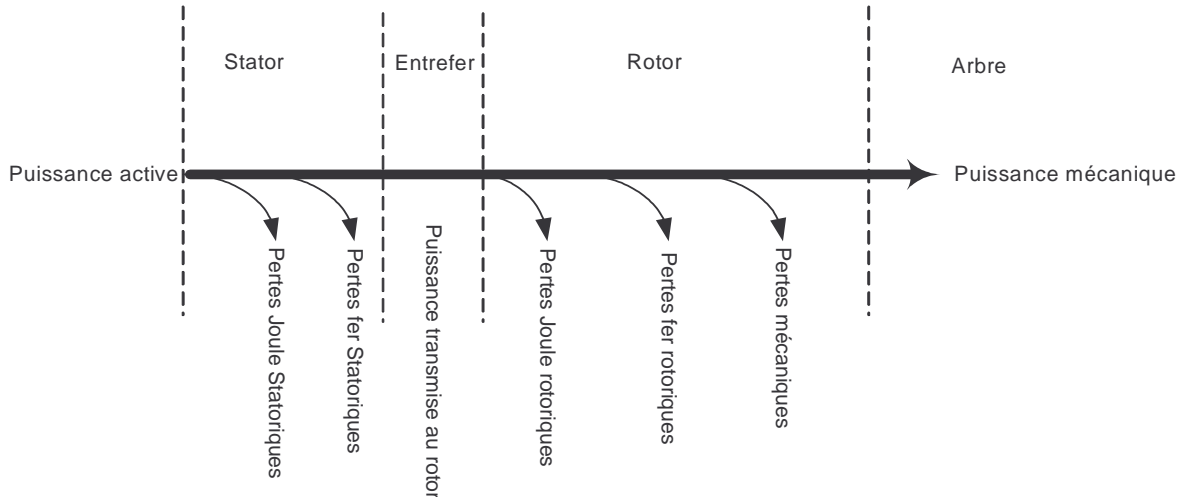 Stator
Entrefer
Rotor
Arbre
Puissance active
Puissance mécanique
Pertes Joule Statoriques
Pertes fer Statoriques
Puissance transmise au rotor
Pertes Joule rotoriques
Pertes fer rotoriques
Pertes mécaniques